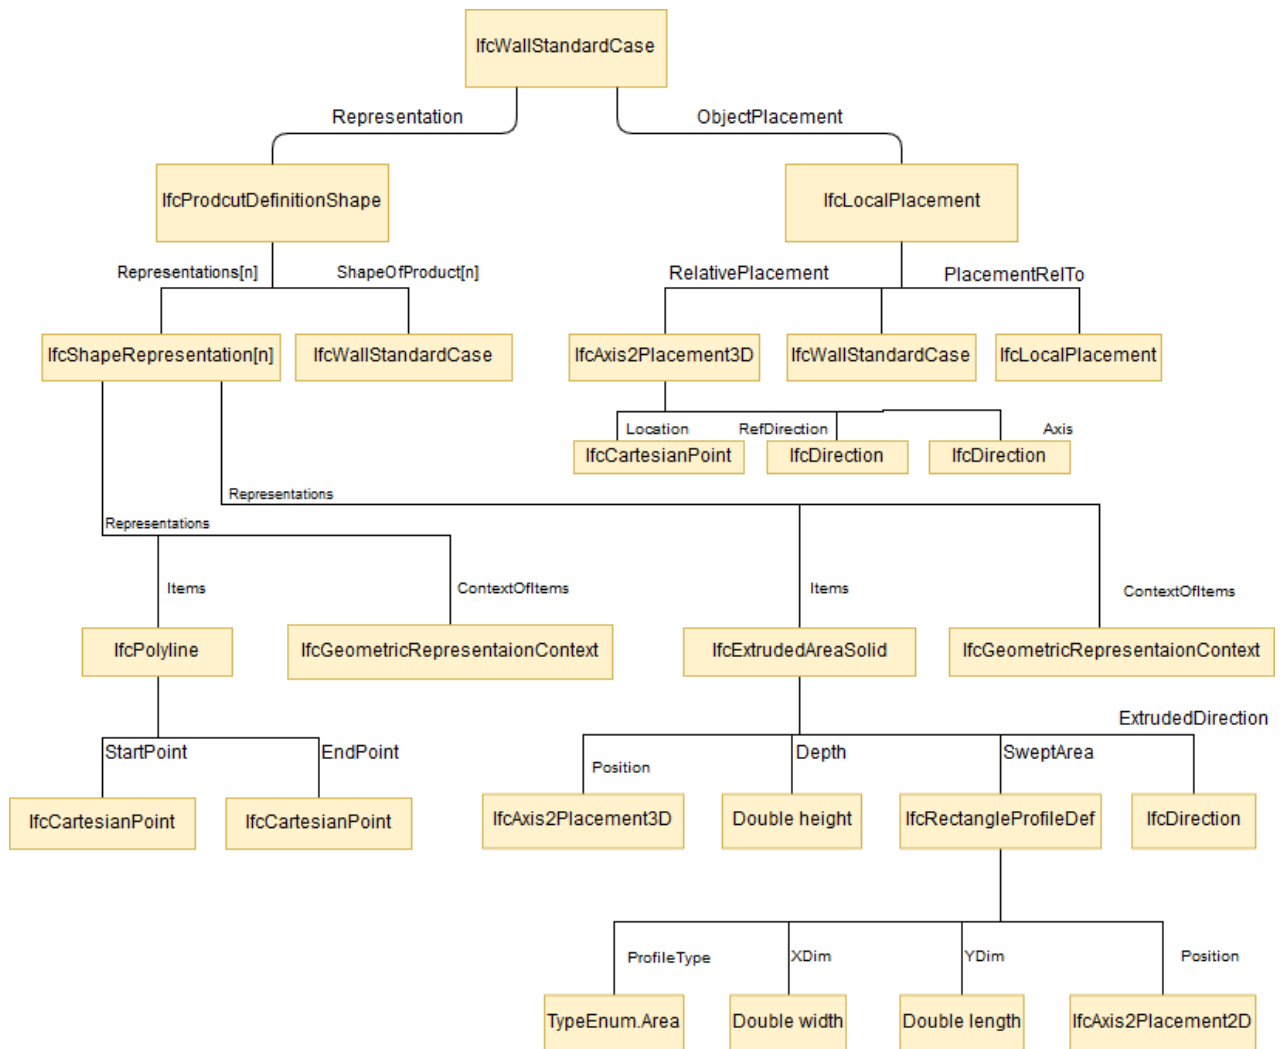 IfcWallStandardCase
Representation
ObjectPlacement
IfcProdcutDefinitionShape
IfcLocalPlacement
Representations[n]
ShapeOfProduct[n]
RelativePlacement
PlacementRelTo
IfcShapeRepresentation[n]
IfcWallStandardCase
IfcAxis2Placement3D
IfcWallStandardCase
IfcLocalPlacement
Location
RefDirection
Axis
IfcCartesianPoint
IfcDirection
IfcDirection
Representations
Representations
Items
ContextOfItems
Items
ContextOfItems
IfcPolyline
IfcGeometricRepresentaionContext
IfcExtrudedAreaSolid
IfcGeometricRepresentaionContext
ExtrudedDirection
StartPoint
EndPoint
Position
Depth
SweptArea
IfcCartesianPoint
IfcCartesianPoint
IfcAxis2Placement3D
Double height
IfcRectangleProfileDef
IfcDirection
ProfileType
XDim
YDim
Position
TypeEnum.Area
Double width
Double length
IfcAxis2Placement2D